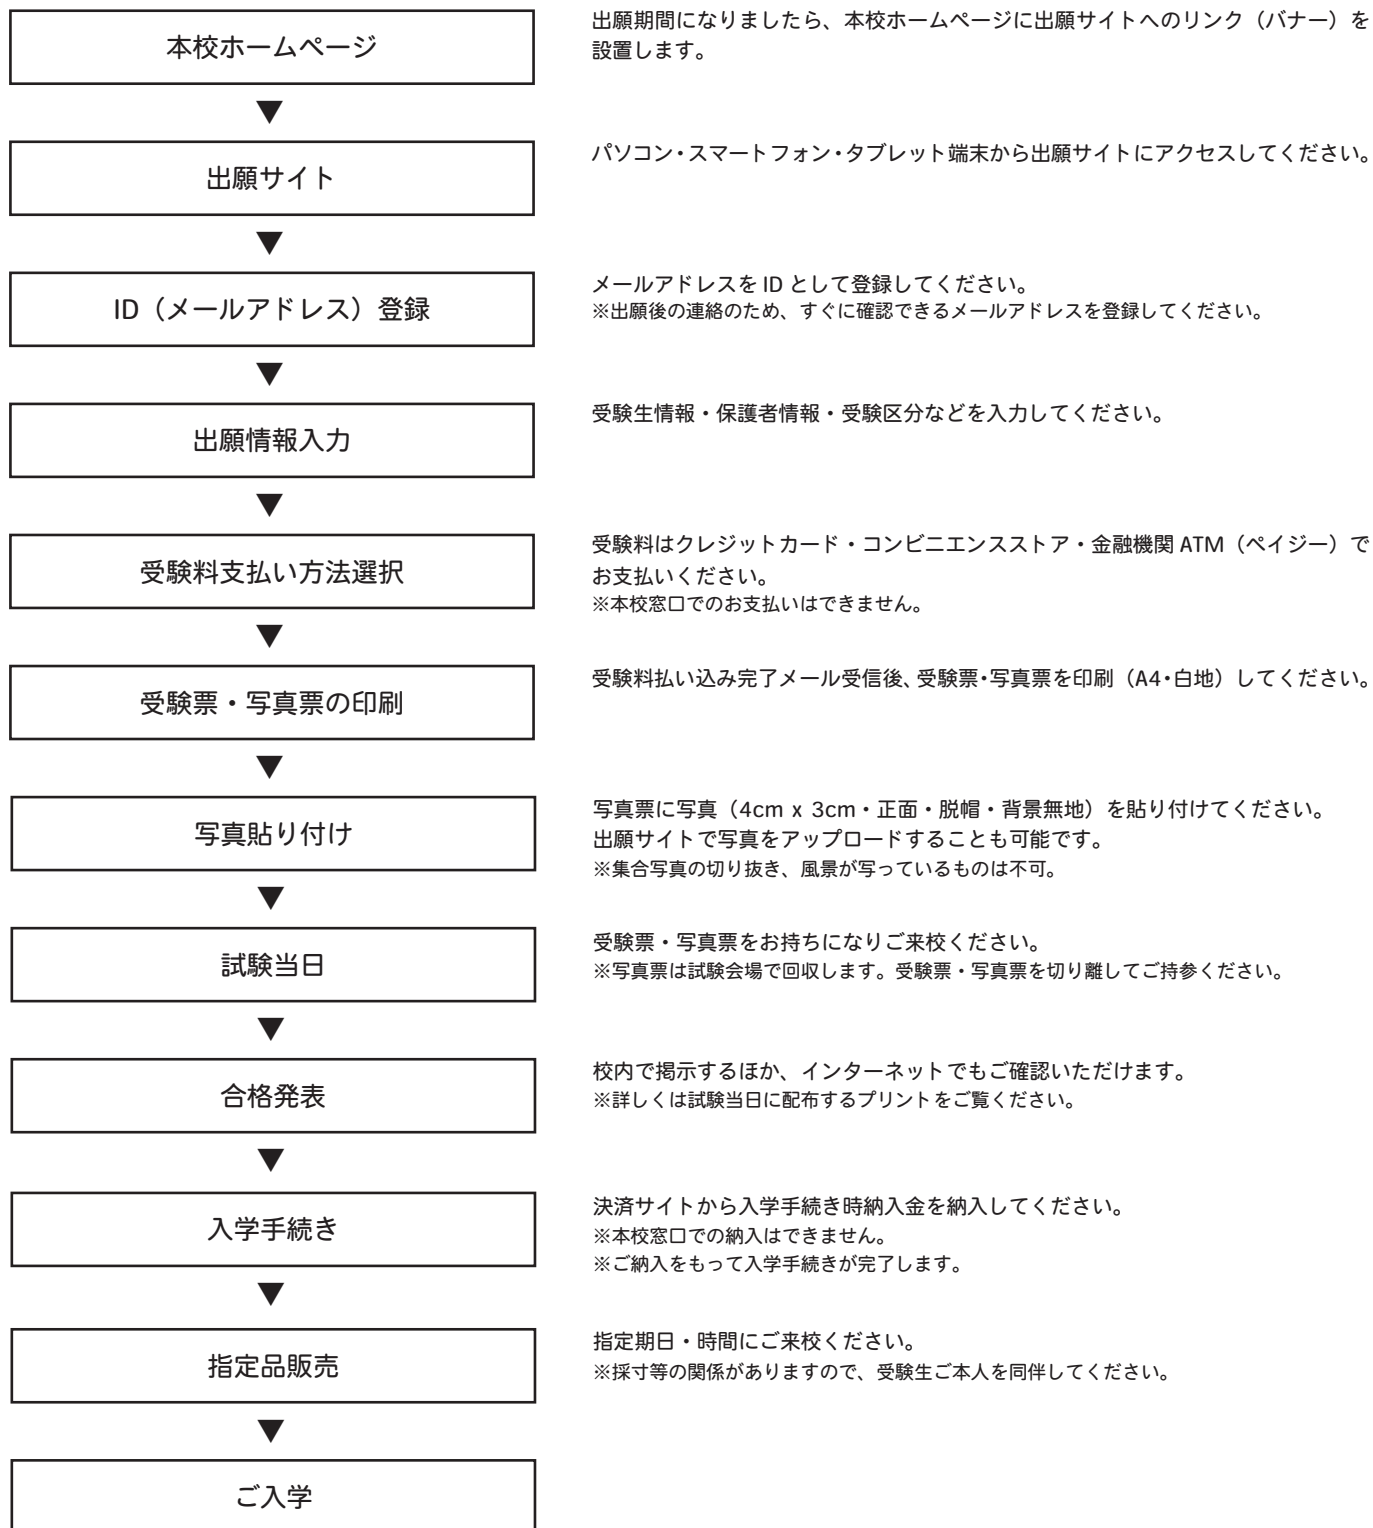 本校ホームページ
出願期間になりましたら、本校ホームページに出願サイトへのリンク（バナー）を
設置します。
▼
出願サイト
パソコン・スマートフォン・タブレット端末から出願サイトにアクセスしてください。
▼
ID（メールアドレス）登録
メールアドレスを ID として登録してください。
※出願後の連絡のため、すぐに確認できるメールアドレスを登録してください。
▼
出願情報入力
受験生情報・保護者情報・受験区分などを入力してください。
▼
受験料支払い方法選択
受験料はクレジットカード・コンビニエンスストア・金融機関 ATM（ペイジー）で
お支払いください。
※本校窓口でのお支払いはできません。
▼
受験票・写真票の印刷
受験料払い込み完了メール受信後、受験票・写真票を印刷（A4・白地）してください。
▼
写真貼り付け
写真票に写真（4cm x 3cm・正面・脱帽・背景無地）を貼り付けてください。
出願サイトで写真をアップロードすることも可能です。
※集合写真の切り抜き、風景が写っているものは不可。
▼
試験当日
受験票・写真票をお持ちになりご来校ください。
※写真票は試験会場で回収します。受験票・写真票を切り離してご持参ください。
▼
合格発表
校内で掲示するほか、インターネットでもご確認いただけます。
※詳しくは試験当日に配布するプリントをご覧ください。
▼
入学手続き
決済サイトから入学手続き時納入金を納入してください。
※本校窓口での納入はできません。
※ご納入をもって入学手続きが完了します。
▼
指定品販売
指定期日・時間にご来校ください。
※採寸等の関係がありますので、受験生ご本人を同伴してください。
▼
ご入学